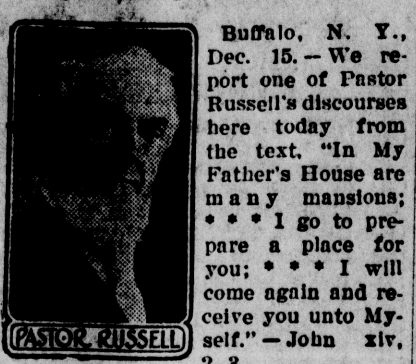 Buffalo, N. Y.,
Dec. 15. — We re-
port one of Pastor
Russell's discourses
here today from
the text, "In My
Father's House are
many mansions;
* * * I go to pre-
pare a place for
you; * * * I will
come again and re-
ceive you unto My-
self." — John xiv,
2, 3.
PASTOR RUSSELL